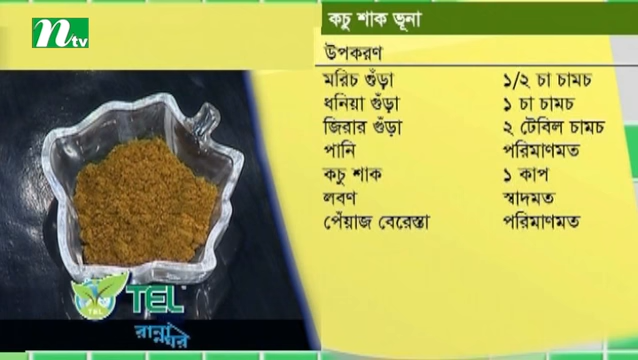 ntv
কচু শাক ভূনা
উপকরণ
মরিচ গুঁড়া ১/২ চা চামচ
ধনিয়া গুঁড়া ১ চা চামচ
জিরার গুঁড়া ২ টেবিল চামচ
পানি পরিমাণমত
কচু শাক ১ কাপ
লবণ স্বাদমত
পেঁয়াজ বেরেস্তা পরিমাণমত
TBL
TEL
রান্না ঘর